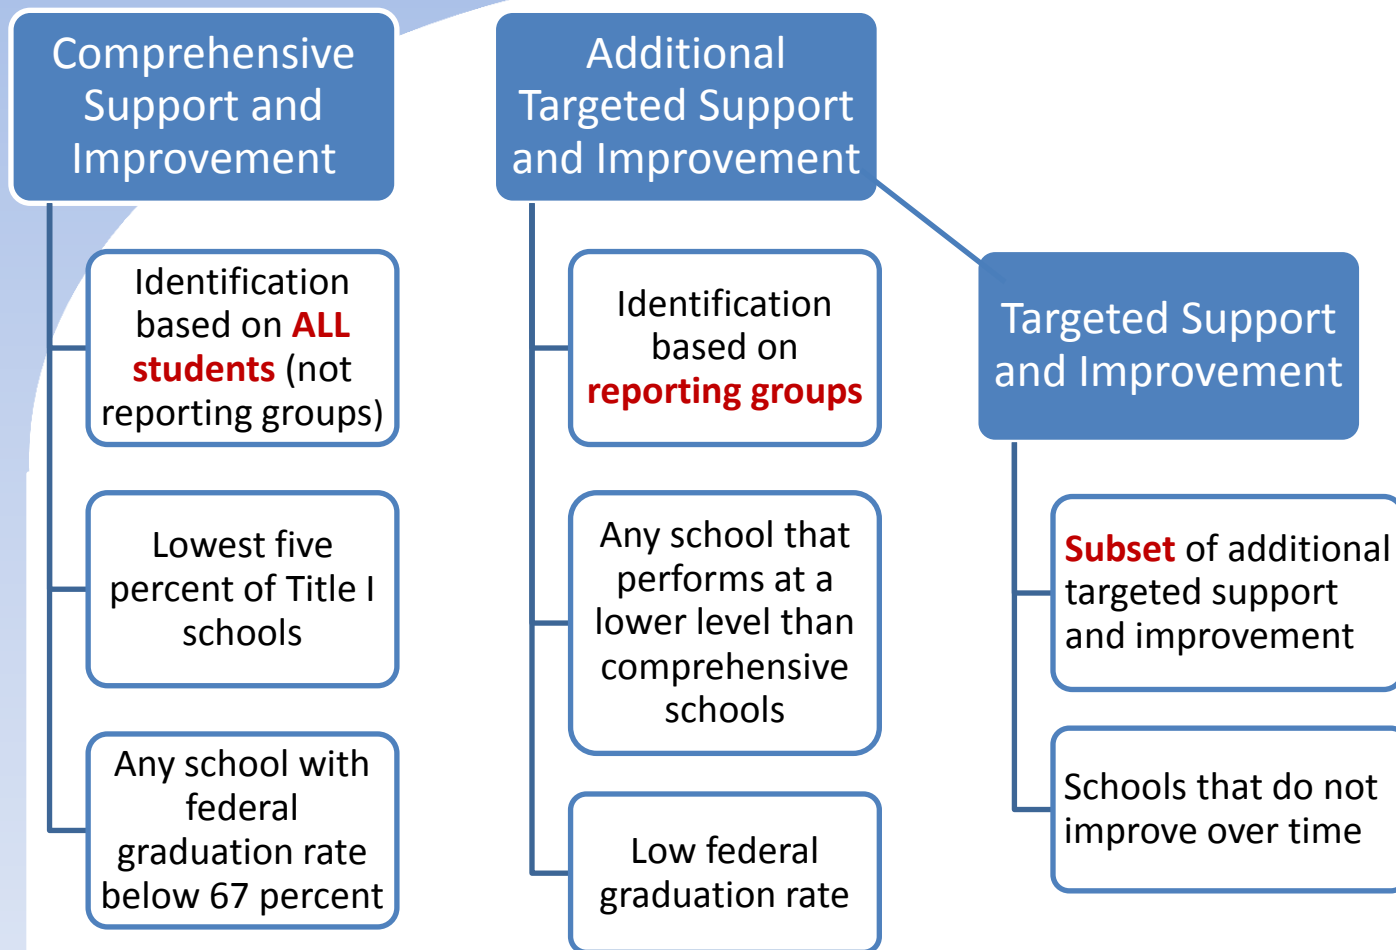 Comprehensive
Support and
Improvement
Identification
based on ALL
students (not
reporting groups)
Lowest five
percent of Title I
schools
Any school with
federal
graduation rate
below 67 percent
Additional
Targeted Support
and Improvement
Identification
based on
reporting groups
Any school that
performs at a
lower level than
comprehensive
schools
Low federal
graduation rate
Targeted Support
and Improvement
Subset of additional
targeted support
and improvement
Schools that do not
improve over time